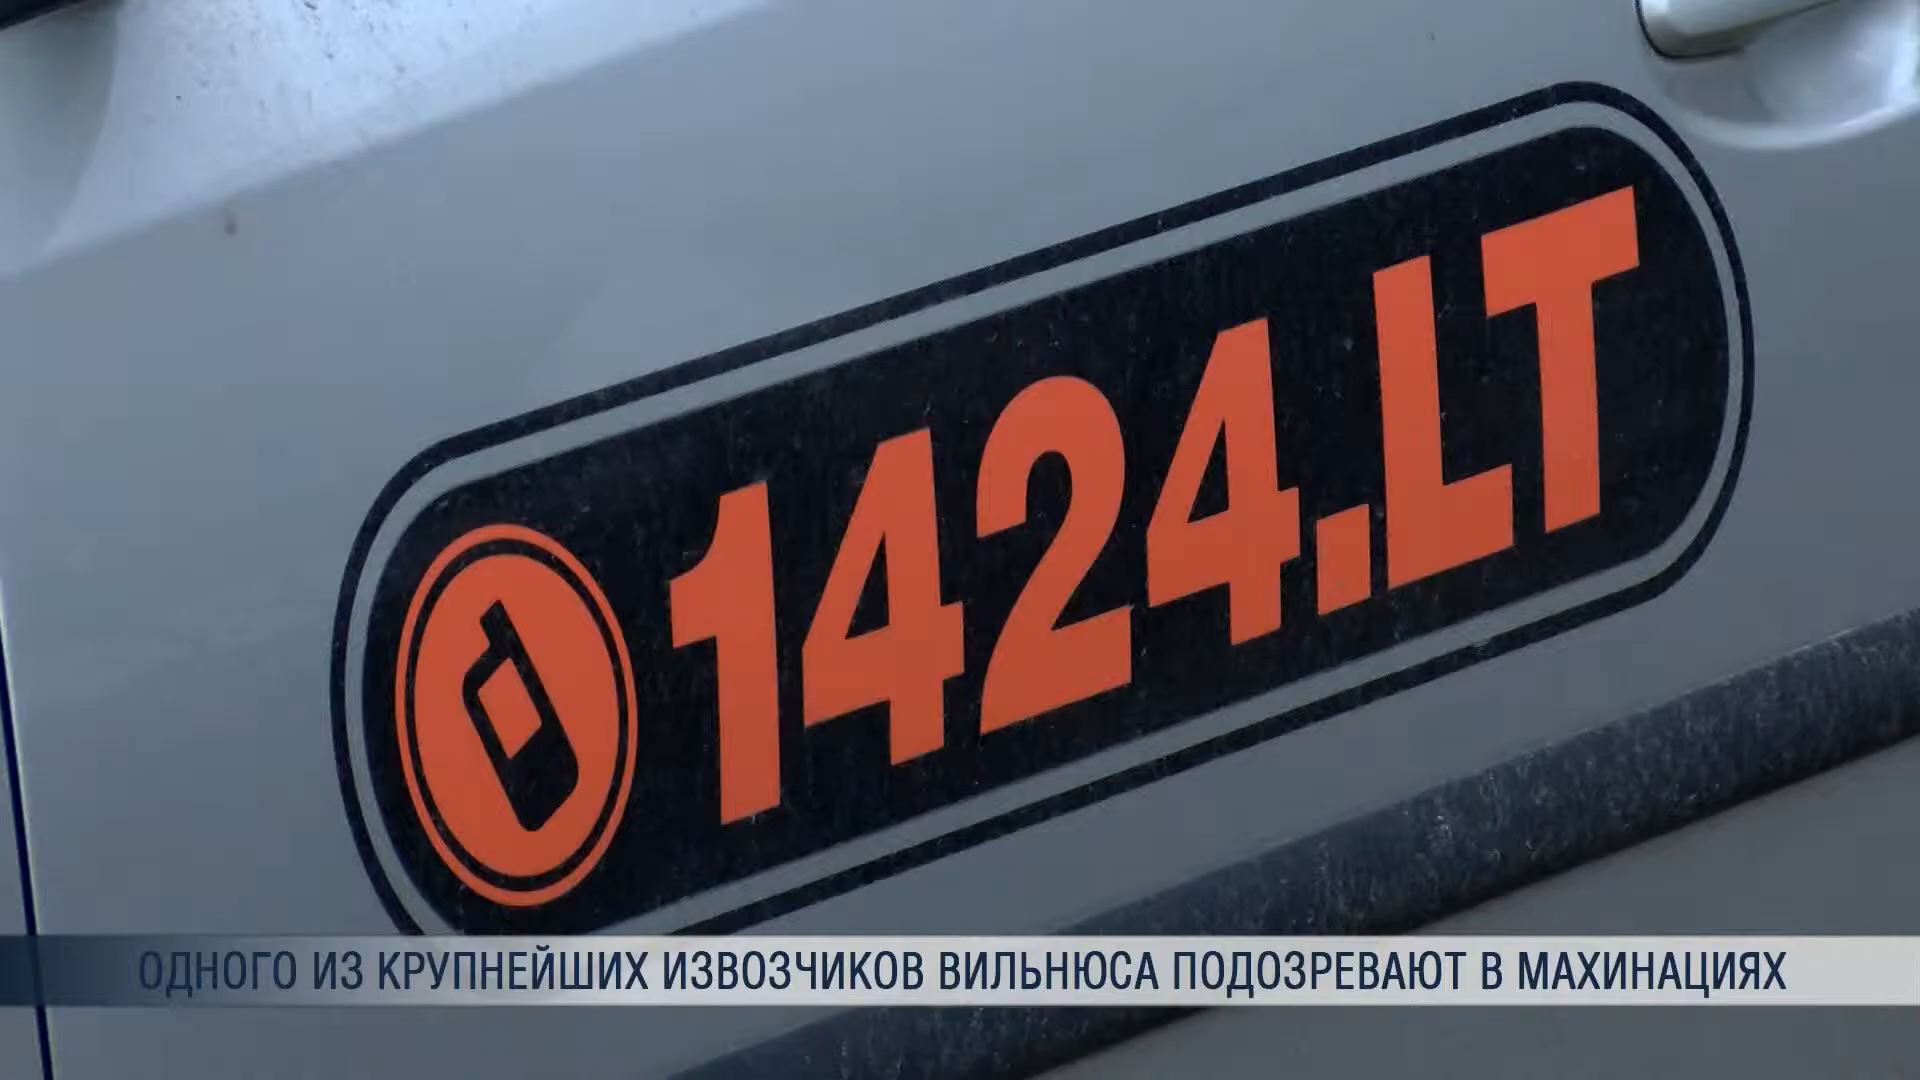 1424.LT
ОДНОГО ИЗ КРУПНЕЙШИХ ИЗВОЗЧИКОВ ВИЛЬНЮСА ПОДОЗРЕВАЮТ В МАХИНАЦИЯХ